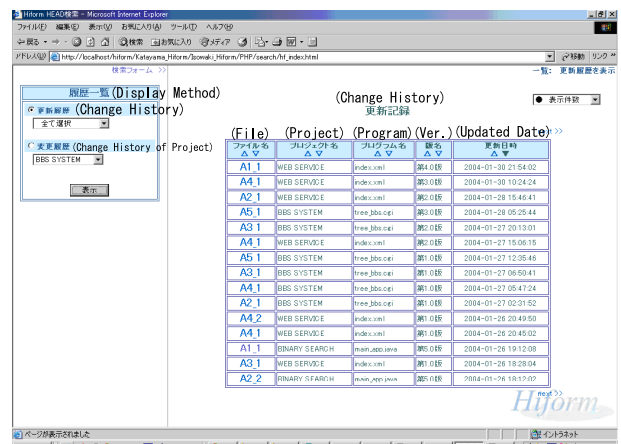 Hiform HEAD検索 - Microsoft Internet Explorer
ファイル(F) 編集(E) 表示(V) お気に入り(A) ツール(T) ヘルプ(H)
戻る 検索 お気に入り メディア
アドレス(D) http://localhost/hiform/Katayama_Hiform/Isowaki_Hiform/PHP/search/hf_index.html 移動 リンク »
検索フォーム >>
一覧: 更新履歴を表示
履歴一覧(Display Method)
更新履歴 (Change History)
全て選択
変更履歴(Change History of Project)
BBS SYSTEM
表示
(Change History)
更新記録
● 表示件数
(File) (Project) (Program) (Ver.) (Updated Date) >>
ファイル名 プロジェクト名 プログラム名 版名 更新日時
△ ▽ △ ▽ △ ▽ △ ▽ △ ▼
A1_1 WEB SERVICE index.xml 第4.0版 2004-01-30 21:54:02
A4_1 WEB SERVICE index.xml 第3.0版 2004-01-30 10:24:24
A2_1 WEB SERVICE index.xml 第2.0版 2004-01-28 15:46:41
A5_1 BBS SYSTEM tree_bbs.cgi 第3.0版 2004-01-28 05:25:44
A3_1 BBS SYSTEM tree_bbs.cgi 第2.0版 2004-01-27 20:13:01
A4_1 WEB SERVICE index.xml 第2.0版 2004-01-27 15:06:15
A5_1 BBS SYSTEM tree_bbs.cgi 第1.0版 2004-01-27 12:35:46
A3_1 BBS SYSTEM tree_bbs.cgi 第1.0版 2004-01-27 06:50:41
A4_1 BBS SYSTEM tree_bbs.cgi 第1.0版 2004-01-27 05:47:24
A2_1 BBS SYSTEM tree_bbs.cgi 第1.0版 2004-01-27 02:31:52
A4_2 WEB SERVICE index.xml 第1.0版 2004-01-26 20:49:50
A4_1 WEB SERVICE index.xml 第1.0版 2004-01-26 20:45:02
A1_1 BINARY SEARCH main_app.java 第5.0版 2004-01-26 19:12:08
A3_1 WEB SERVICE index.xml 第1.0版 2004-01-26 18:28:04
A2_2 BINARY SEARCH main_app.java 第5.0版 2004-01-26 18:12:02
next >>
Hiform
ページが表示されました イントラネット